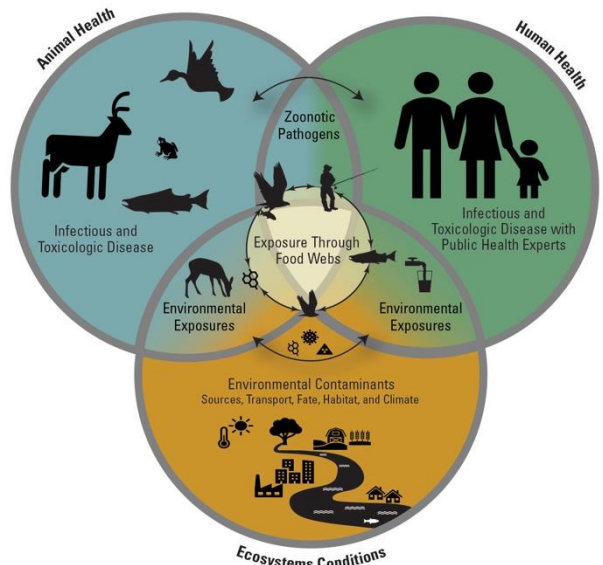 Animal Health
Human Health
Zoonotic
Pathogens
Infectious and
Toxicologic Disease
Infectious and
Toxicologic Disease with
Public Health Experts
Exposure Through
Food Webs
Environmental
Exposures
Environmental
Exposures
Environmental Contaminants
Sources, Transport, Fate, Habitat, and Climate
Ecosystems Conditions